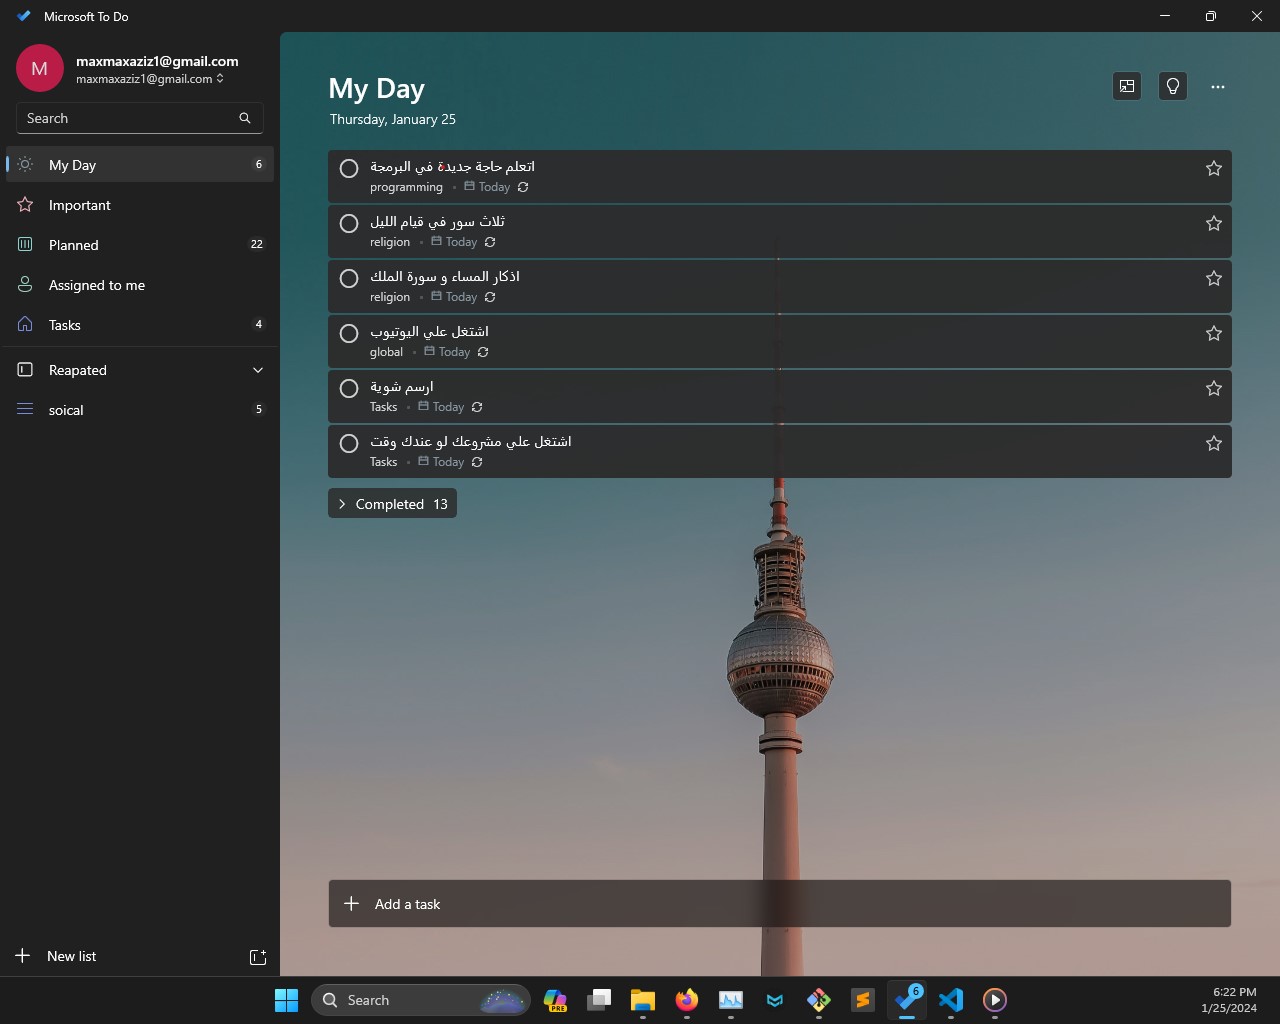 Microsoft To Do
M
maxmaxaziz1@gmail.com
maxmaxaziz1@gmail.com
Search
My Day 6
Important
Planned 22
Assigned to me
Tasks 4
Reapated
soical 5
New list
My Day
Thursday, January 25
اتعلم حاجة جديدة في البرمجة
programming • Today
ثلاث سور في قيام الليل
religion • Today
اذكار المساء و سورة الملك
religion • Today
اشتغل علي اليوتيوب
global • Today
ارسم شوية
Tasks • Today
اشتغل علي مشروعك لو عندك وقت
Tasks • Today
Completed 13
Add a task
Search
PRE
6
6:22 PM
1/25/2024